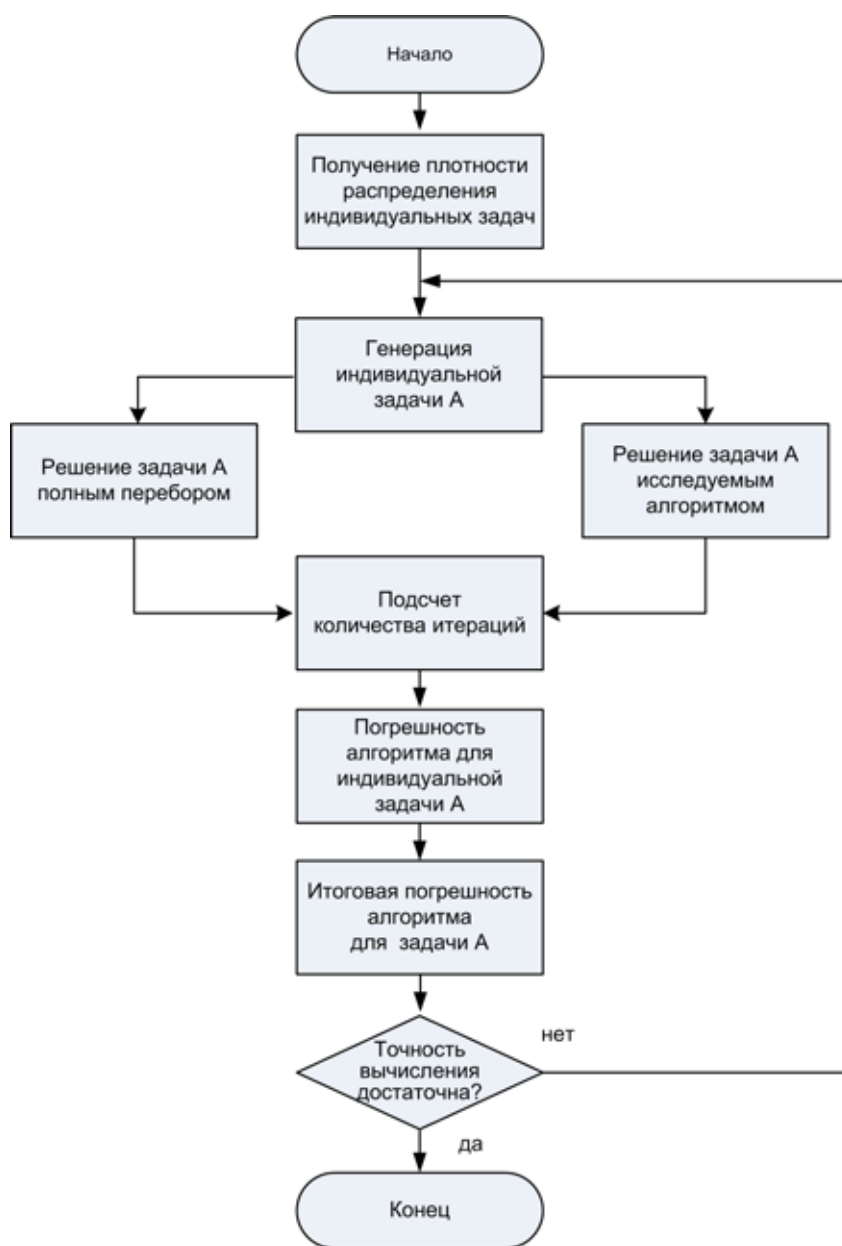 Начало
Получение плотности
распределения
индивидуальных задач
Генерация
индивидуальной
задачи А
Решение задачи А
полным перебором
Решение задачи А
исследуемым
алгоритмом
Подсчет
количества итераций
Погрешность
алгоритма для
индивидуальной
задачи А
Итоговая погрешность
алгоритма
для задачи А
Точность
вычисления
достаточна?
нет
да
Конец